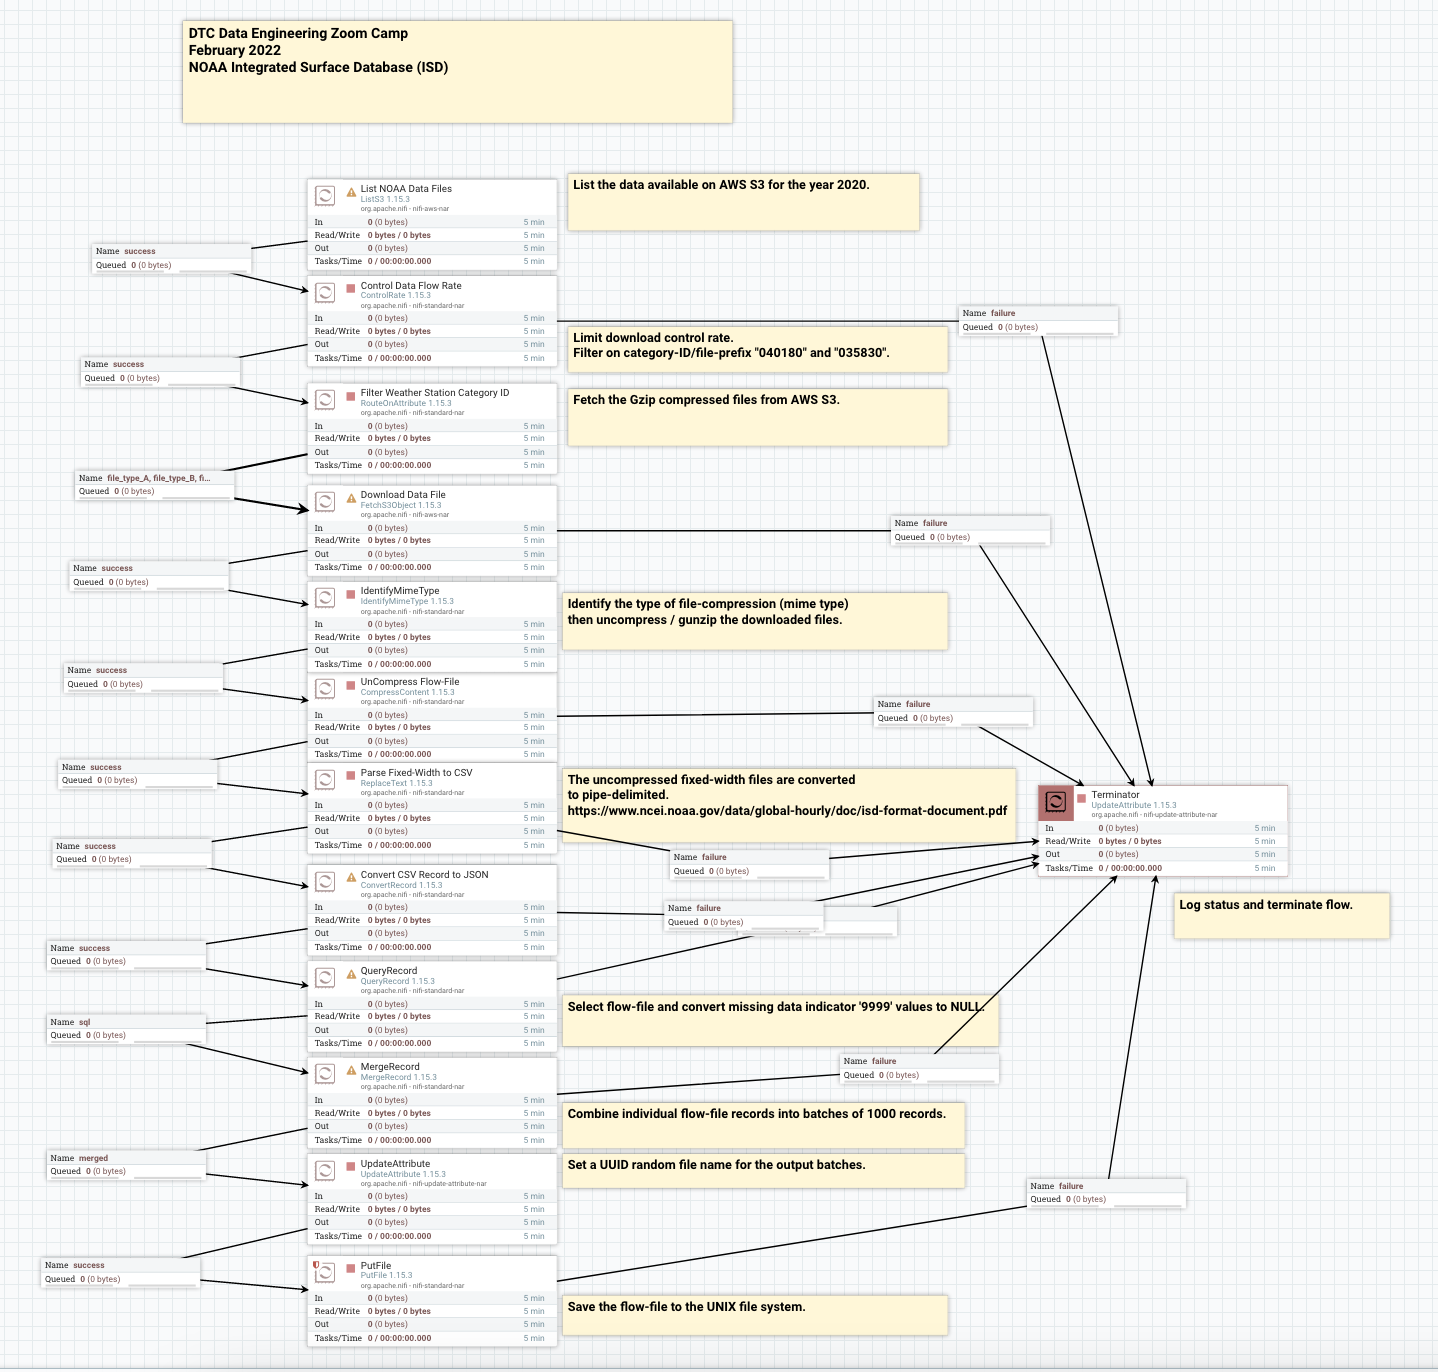 DTC Data Engineering Zoom Camp
February 2022
NOAA Integrated Surface Database (ISD)
List NOAA Data Files
ListS3 1.15.3
org.apache.nifi - nifi-aws-nar
In 0 (0 bytes) 5 min
Read/Write 0 bytes / 0 bytes 5 min
Out 0 (0 bytes) 5 min
Tasks/Time 0 / 00:00:00.000 5 min
List the data available on AWS S3 for the year 2020.
Name success
Queued 0 (0 bytes)
Control Data Flow Rate
ControlRate 1.15.3
org.apache.nifi - nifi-standard-nar
In 0 (0 bytes) 5 min
Read/Write 0 bytes / 0 bytes 5 min
Out 0 (0 bytes) 5 min
Tasks/Time 0 / 00:00:00.000 5 min
Name failure
Queued 0 (0 bytes)
Limit download control rate.
Filter on category-ID/file-prefix "040180" and "035830".
Name success
Queued 0 (0 bytes)
Filter Weather Station Category ID
RouteOnAttribute 1.15.3
org.apache.nifi - nifi-standard-nar
In 0 (0 bytes) 5 min
Read/Write 0 bytes / 0 bytes 5 min
Out 0 (0 bytes) 5 min
Tasks/Time 0 / 00:00:00.000 5 min
Fetch the Gzip compressed files from AWS S3.
Name file_type_A, file_type_B, fi...
Queued 0 (0 bytes)
Download Data File
FetchS3Object 1.15.3
org.apache.nifi - nifi-aws-nar
In 0 (0 bytes) 5 min
Read/Write 0 bytes / 0 bytes 5 min
Out 0 (0 bytes) 5 min
Tasks/Time 0 / 00:00:00.000 5 min
Name failure
Queued 0 (0 bytes)
Name success
Queued 0 (0 bytes)
IdentifyMimeType
IdentifyMimeType 1.15.3
org.apache.nifi - nifi-standard-nar
In 0 (0 bytes) 5 min
Read/Write 0 bytes / 0 bytes 5 min
Out 0 (0 bytes) 5 min
Tasks/Time 0 / 00:00:00.000 5 min
Identify the type of file-compression (mime type)
then uncompress / gunzip the downloaded files.
Name success
Queued 0 (0 bytes)
UnCompress Flow-File
CompressContent 1.15.3
org.apache.nifi - nifi-standard-nar
In 0 (0 bytes) 5 min
Read/Write 0 bytes / 0 bytes 5 min
Out 0 (0 bytes) 5 min
Tasks/Time 0 / 00:00:00.000 5 min
Name failure
Queued 0 (0 bytes)
Name success
Queued 0 (0 bytes)
Parse Fixed-Width to CSV
ReplaceText 1.15.3
org.apache.nifi - nifi-standard-nar
In 0 (0 bytes) 5 min
Read/Write 0 bytes / 0 bytes 5 min
Out 0 (0 bytes) 5 min
Tasks/Time 0 / 00:00:00.000 5 min
The uncompressed fixed-width files are converted
to pipe-delimited.
https://www.ncei.noaa.gov/data/global-hourly/doc/isd-format-document.pdf
Name failure
Queued 0 (0 bytes)
Terminator
UpdateAttribute 1.15.3
org.apache.nifi - nifi-update-attribute-nar
In 0 (0 bytes) 5 min
Read/Write 0 bytes / 0 bytes 5 min
Out 0 (0 bytes) 5 min
Tasks/Time 0 / 00:00:00.000 5 min
Log status and terminate flow.
Name success
Queued 0 (0 bytes)
Convert CSV Record to JSON
ConvertRecord 1.15.3
org.apache.nifi - nifi-standard-nar
In 0 (0 bytes) 5 min
Read/Write 0 bytes / 0 bytes 5 min
Out 0 (0 bytes) 5 min
Tasks/Time 0 / 00:00:00.000 5 min
Name failure
Queued 0 (0 bytes)
Name success
Queued 0 (0 bytes)
QueryRecord
QueryRecord 1.15.3
org.apache.nifi - nifi-standard-nar
In 0 (0 bytes) 5 min
Read/Write 0 bytes / 0 bytes 5 min
Out 0 (0 bytes) 5 min
Tasks/Time 0 / 00:00:00.000 5 min
Select flow-file and convert missing data indicator '9999' values to NULL.
Name sql
Queued 0 (0 bytes)
MergeRecord
MergeRecord 1.15.3
org.apache.nifi - nifi-standard-nar
In 0 (0 bytes) 5 min
Read/Write 0 bytes / 0 bytes 5 min
Out 0 (0 bytes) 5 min
Tasks/Time 0 / 00:00:00.000 5 min
Name failure
Queued 0 (0 bytes)
Combine individual flow-file records into batches of 1000 records.
Name merged
Queued 0 (0 bytes)
UpdateAttribute
UpdateAttribute 1.15.3
org.apache.nifi - nifi-update-attribute-nar
In 0 (0 bytes) 5 min
Read/Write 0 bytes / 0 bytes 5 min
Out 0 (0 bytes) 5 min
Tasks/Time 0 / 00:00:00.000 5 min
Set a UUID random file name for the output batches.
Name failure
Queued 0 (0 bytes)
Name success
Queued 0 (0 bytes)
PutFile
PutFile 1.15.3
org.apache.nifi - nifi-standard-nar
In 0 (0 bytes) 5 min
Read/Write 0 bytes / 0 bytes 5 min
Out 0 (0 bytes) 5 min
Tasks/Time 0 / 00:00:00.000 5 min
Save the flow-file to the UNIX file system.